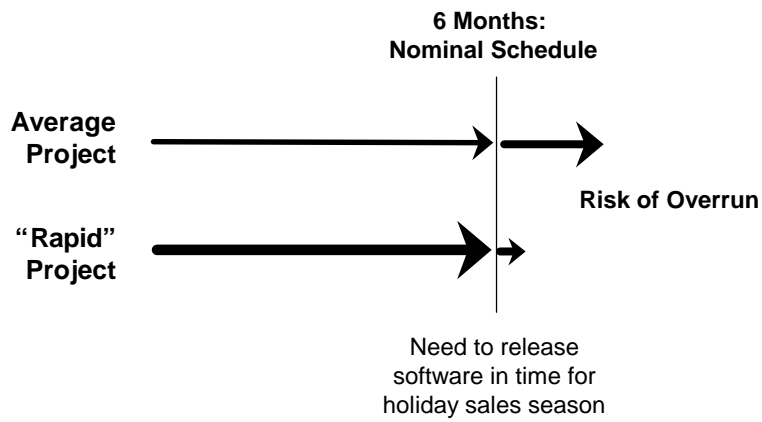 6 Months:
Nominal Schedule
Average
Project
Risk of Overrun
“Rapid”
Project
Need to release
software in time for
holiday sales season